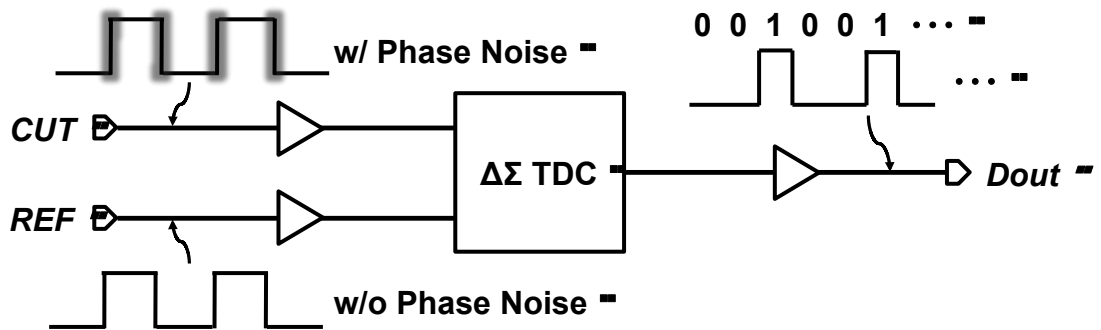 0 0 1 0 0 1 ···
w/ Phase Noise
···
CUT
ΔΣ TDC
Dout
REF
w/o Phase Noise